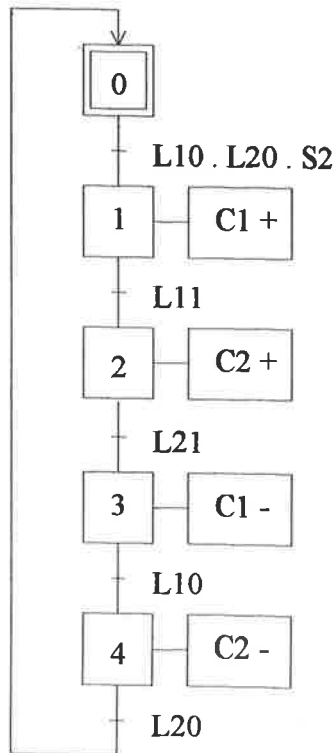 0
L10 . L20 . S2
1 C1 +
L11
2 C2 +
L21
3 C1 -
L10
4 C2 -
L20